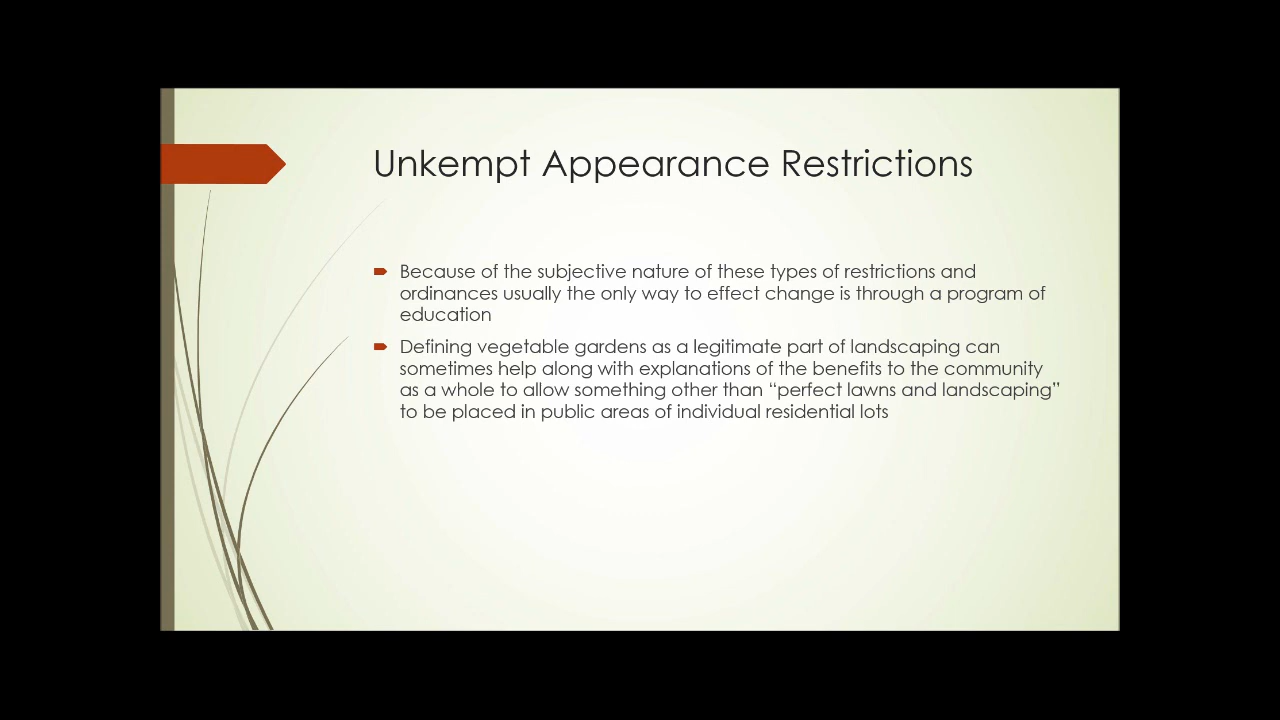 Unkempt Appearance Restrictions
Because of the subjective nature of these types of restrictions and
ordinances usually the only way to effect change is through a program of
education
Defining vegetable gardens as a legitimate part of landscaping can
sometimes help along with explanations of the benefits to the community
as a whole to allow something other than “perfect lawns and landscaping”
to be placed in public areas of individual residential lots